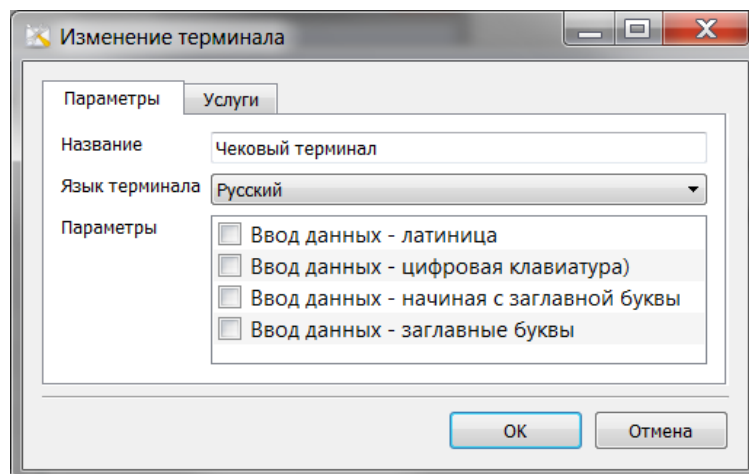 Изменение терминала
Параметры Услуги
Название Чековый терминал
Язык терминала Русский
Параметры
Ввод данных - латиница
Ввод данных - цифровая клавиатура)
Ввод данных - начиная с заглавной буквы
Ввод данных - заглавные буквы
ОК Отмена